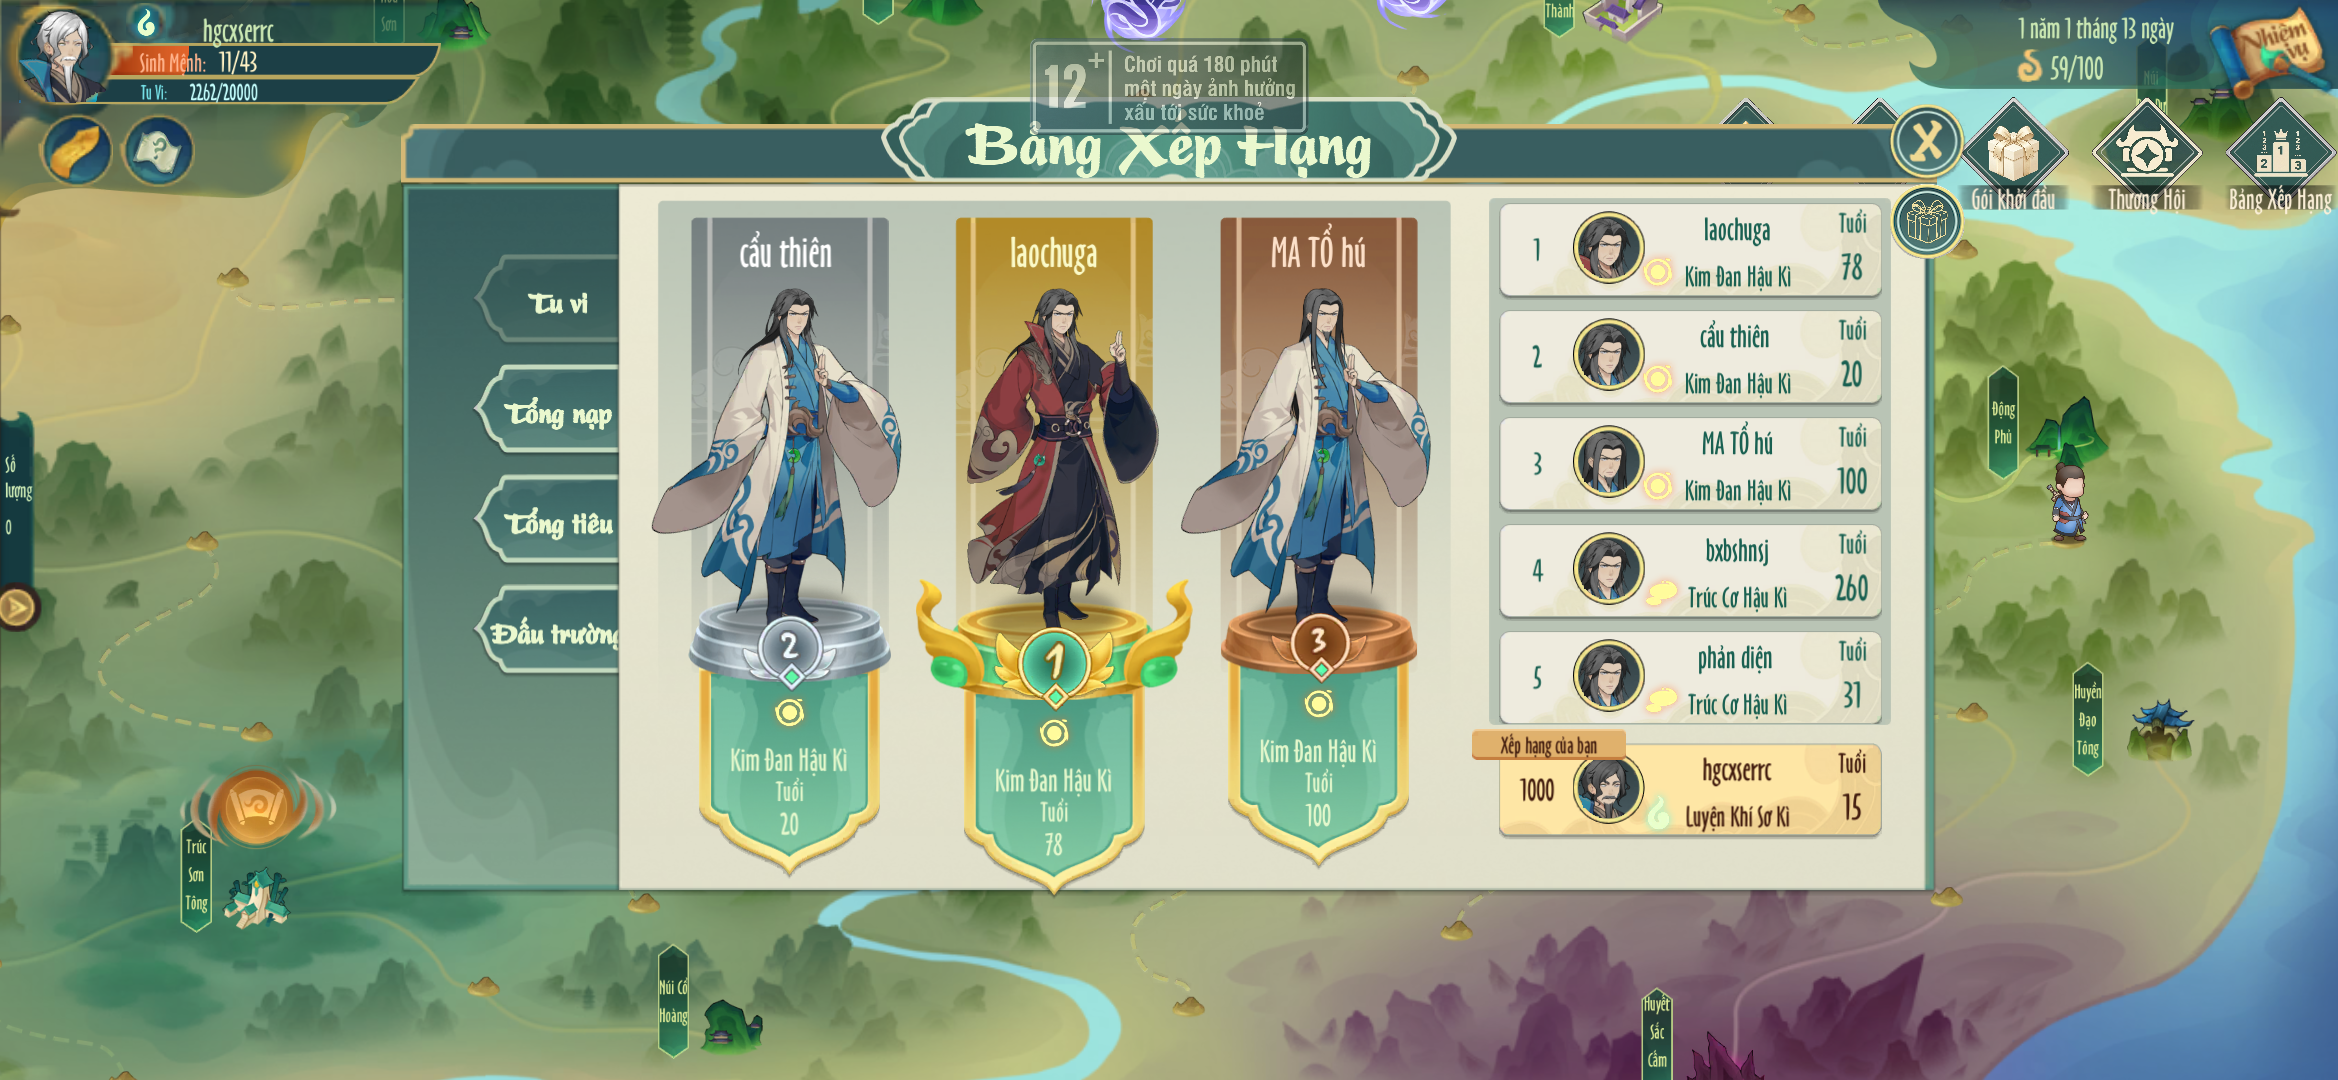 hgcxserrc
Sinh Mệnh: 11/43
Tu Vi: 2262/20000
Sơn
Thành
12+
Chơi quá 180 phút
một ngày ảnh hưởng
xấu tới sức khoẻ
1 năm 1 tháng 13 ngày
59/100
Nhiệm
vụ
Bảng Xếp Hạng
X
Gói khởi đầu
Thương Hội
Bảng Xếp Hạng
Tu vi
Tổng nạp
Tổng tiêu
Đấu trường
cẩu thiên
2
Kim Đan Hậu Kì
Tuổi
20
laochuga
1
Kim Đan Hậu Kì
Tuổi
78
MA TỔ hú
3
Kim Đan Hậu Kì
Tuổi
100
1
laochuga
Kim Đan Hậu Kì
Tuổi
78
2
cẩu thiên
Kim Đan Hậu Kì
Tuổi
20
3
MA TỔ hú
Kim Đan Hậu Kì
Tuổi
100
4
bxbshnsj
Trúc Cơ Hậu Kì
Tuổi
260
5
phản diện
Trúc Cơ Hậu Kì
Tuổi
31
Xếp hạng của bạn
1000
hgcxserrc
Luyện Khí Sơ Kì
Tuổi
15
Số
lượng
0
Động
Phủ
Huyền
Đạo
Tông
Trúc
Sơn
Tông
Núi Cổ
Hoàng
Huyết
Sắc
Cấm